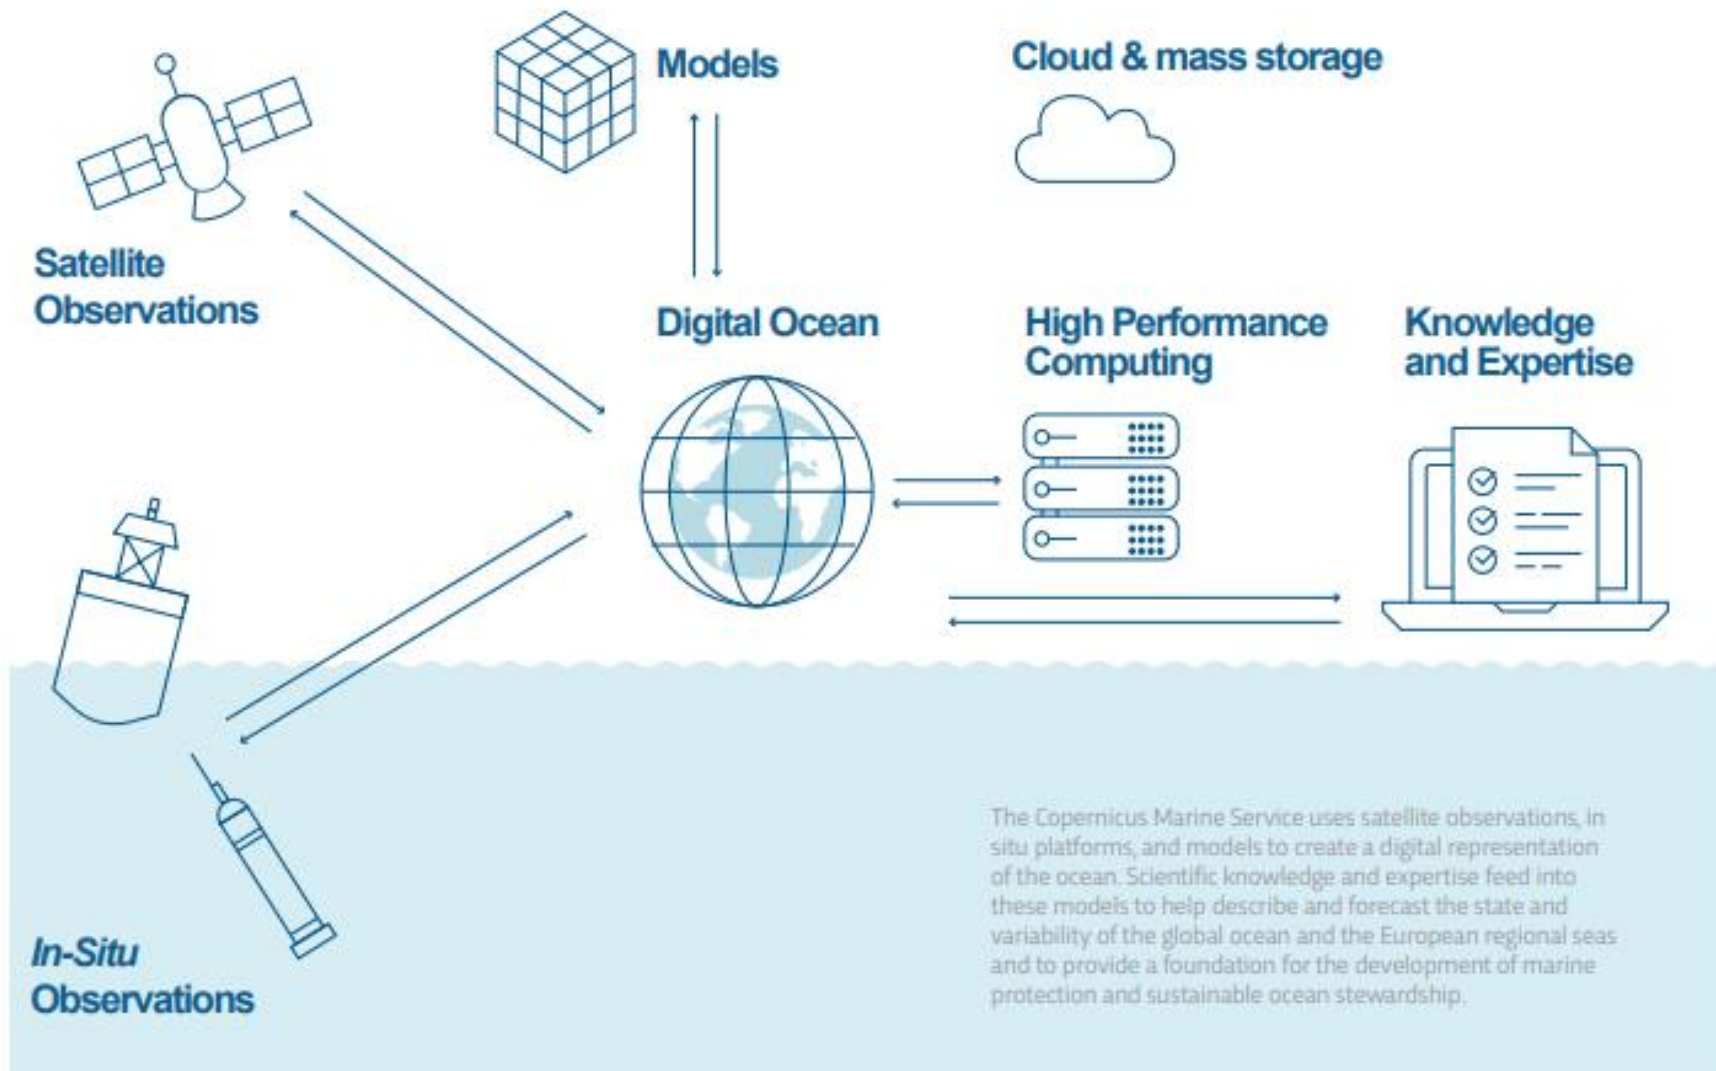 Models
Cloud & mass storage
Satellite
Observations
Digital Ocean
High Performance
Computing
Knowledge
and Expertise
In-Situ
Observations
The Copernicus Marine Service uses satellite observations, in
situ platforms, and models to create a digital representation
of the ocean. Scientific knowledge and expertise feed into
these models to help describe and forecast the state and
variability of the global ocean and the European regional seas
and to provide a foundation for the development of marine
protection and sustainable ocean stewardship.